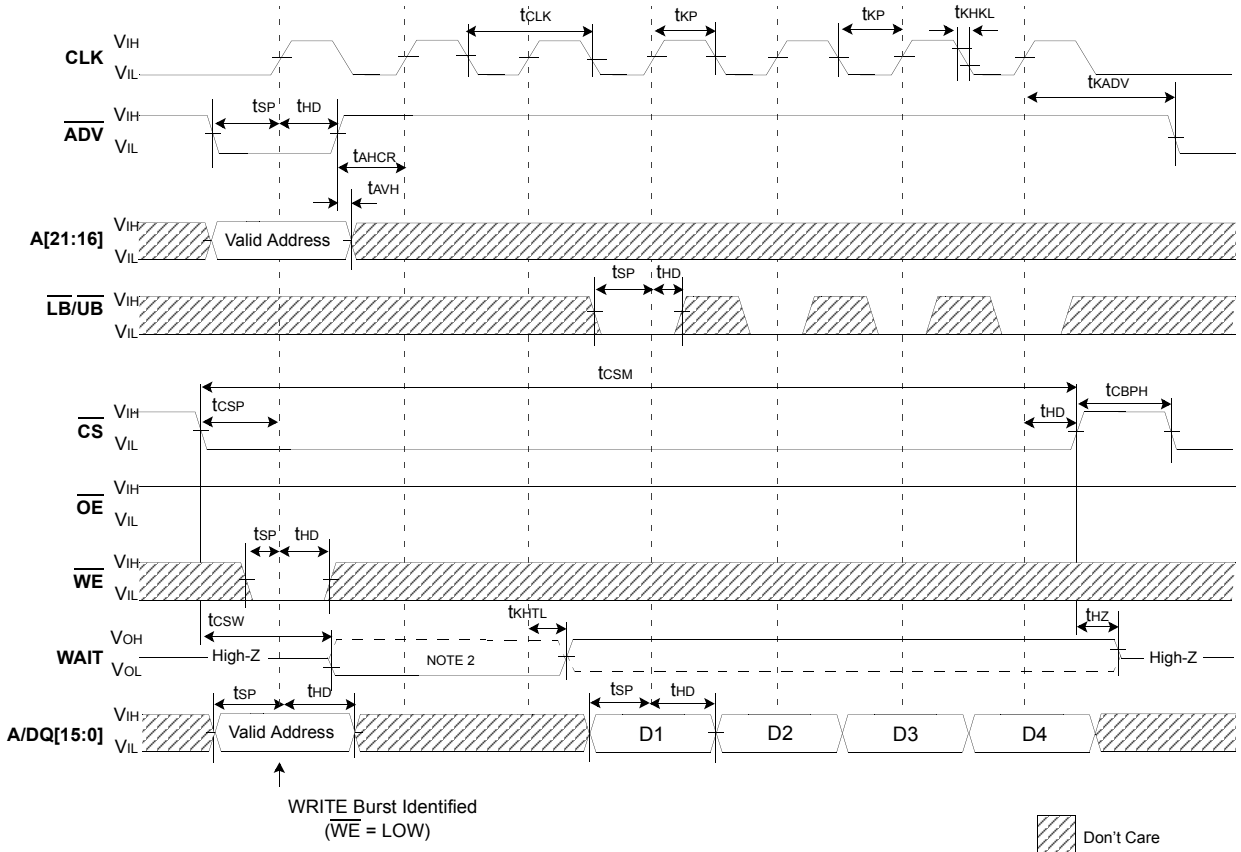 tCLK tKP tKP tKHKL
CLK VIH VIL
tKADV
tSP tHD
ADV VIH VIL
tAHCR
tAVH
A[21:16] VIH VIL Valid Address
tSP tHD
LB/UB VIH VIL
tCSM
tCSP tHD tCBPH
CS VIH VIL
OE VIH VIL
tSP tHD
WE VIH VIL
tCSW tKHTL tHZ
WAIT VOH VOL High-Z NOTE 2 High-Z
tSP tHD tSP tHD
A/DQ[15:0] VIH VIL Valid Address D1 D2 D3 D4
WRITE Burst Identified
(WE = LOW)
Don't Care